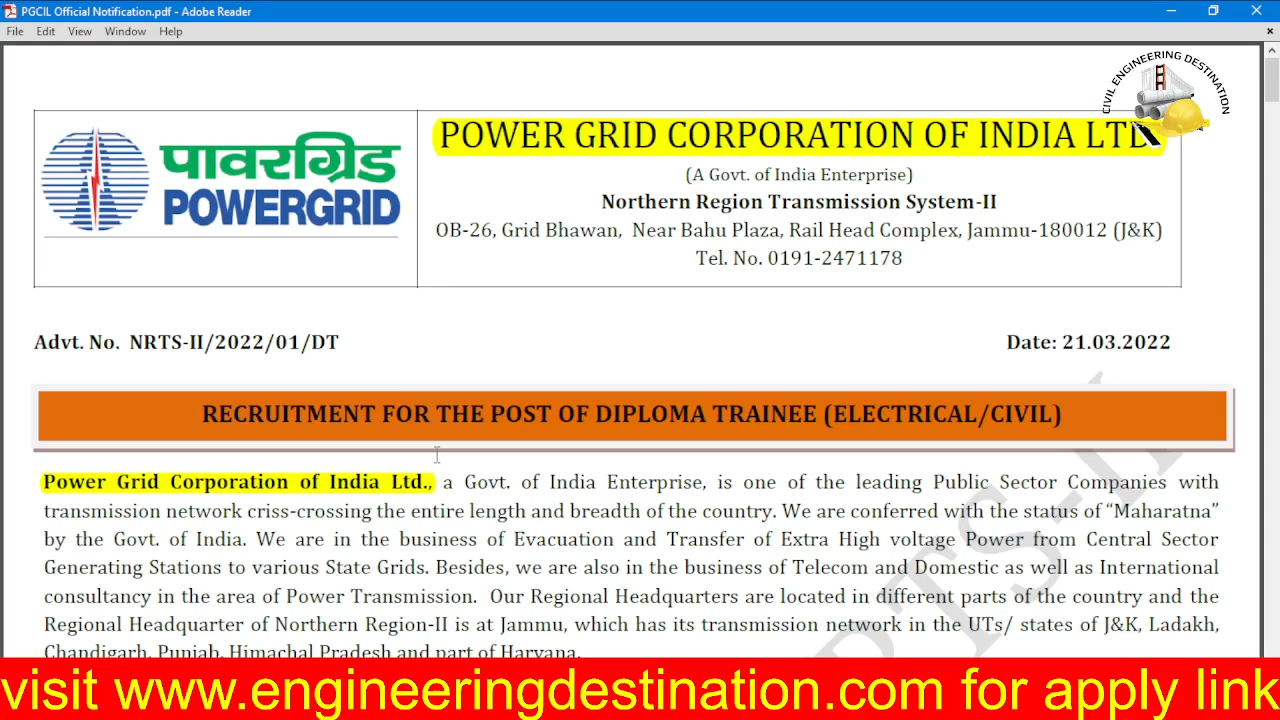 PGCIL Official Notification.pdf - Adobe Reader
File Edit View Window Help
CIVIL ENGINEERING DESTINATION
पावरग्रिड
POWERGRID
POWER GRID CORPORATION OF INDIA LTD
(A Govt. of India Enterprise)
Northern Region Transmission System-II
OB-26, Grid Bhawan, Near Bahu Plaza, Rail Head Complex, Jammu-180012 (J&K)
Tel. No. 0191-2471178
Advt. No. NRTS-II/2022/01/DT
Date: 21.03.2022
RECRUITMENT FOR THE POST OF DIPLOMA TRAINEE (ELECTRICAL/CIVIL)
Power Grid Corporation of India Ltd., a Govt. of India Enterprise, is one of the leading Public Sector Companies with
transmission network criss-crossing the entire length and breadth of the country. We are conferred with the status of “Maharatna”
by the Govt. of India. We are in the business of Evacuation and Transfer of Extra High voltage Power from Central Sector
Generating Stations to various State Grids. Besides, we are also in the business of Telecom and Domestic as well as International
consultancy in the area of Power Transmission. Our Regional Headquarters are located in different parts of the country and the
Regional Headquarter of Northern Region-II is at Jammu, which has its transmission network in the UTs/ states of J&K, Ladakh,
Chandigarh, Punjab, Himachal Pradesh and part of Haryana.
visit www.engineeringdestination.com for apply link